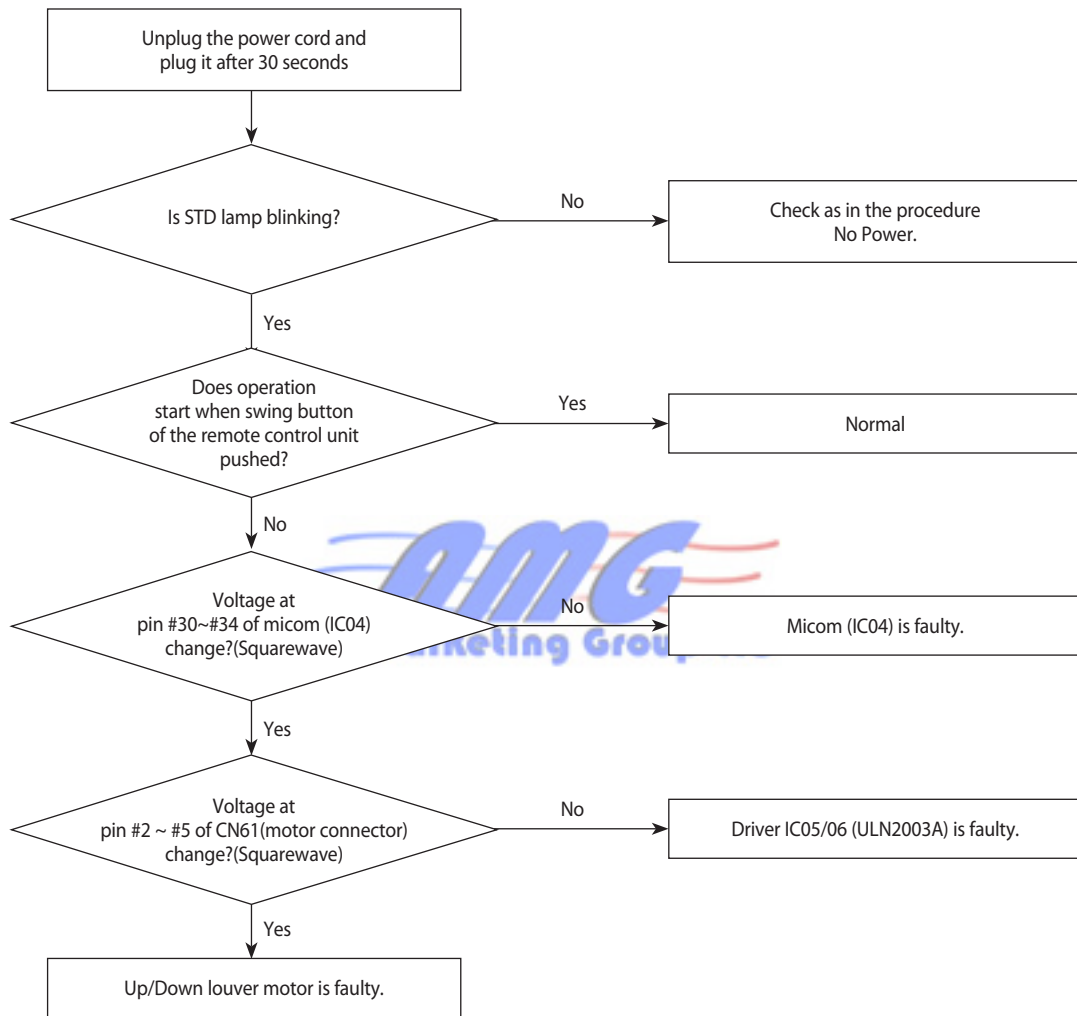 Unplug the power cord and
plug it after 30 seconds
Is STD lamp blinking?
No
Check as in the procedure
No Power.
Yes
Does operation
start when swing button
of the remote control unit
pushed?
Yes
Normal
No
AMG
Voltage at
pin #30~#34 of micom (IC04)
change?(Squarewave)
No
Micom (IC04) is faulty.
Yes
Voltage at
pin #2 ~ #5 of CN61(motor connector)
change?(Squarewave)
No
Driver IC05/06 (ULN2003A) is faulty.
Yes
Up/Down louver motor is faulty.